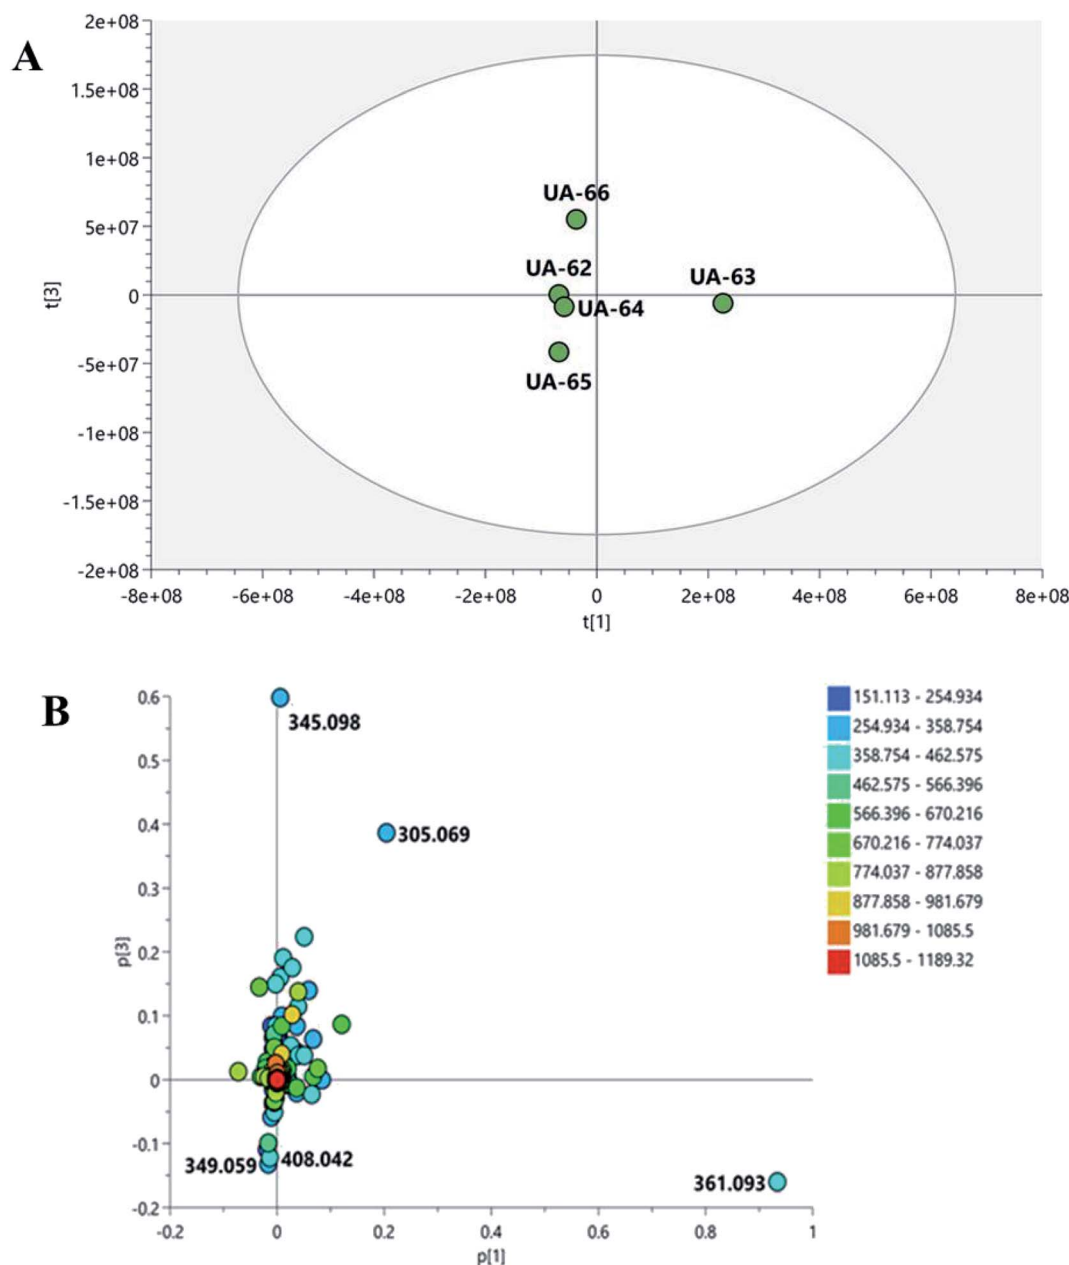 A
2e+08
1.5e+08
1e+08
5e+07
0
-5e+07
-1e+08
-1.5e+08
-2e+08
t[3]
UA-66
UA-62
UA-63
UA-64
UA-65
-8e+08 -6e+08 -4e+08 -2e+08 0 2e+08 4e+08 6e+08 8e+08
t[1]
B
0.6
0.5
0.4
0.3
0.2
0.1
0
-0.1
-0.2
p[3]
345.098
305.069
349.059
408.042
361.093
-0.2 0 0.2 0.4 0.6 0.8 1
p[1]
151.113 - 254.934
254.934 - 358.754
358.754 - 462.575
462.575 - 566.396
566.396 - 670.216
670.216 - 774.037
774.037 - 877.858
877.858 - 981.679
981.679 - 1085.5
1085.5 - 1189.32